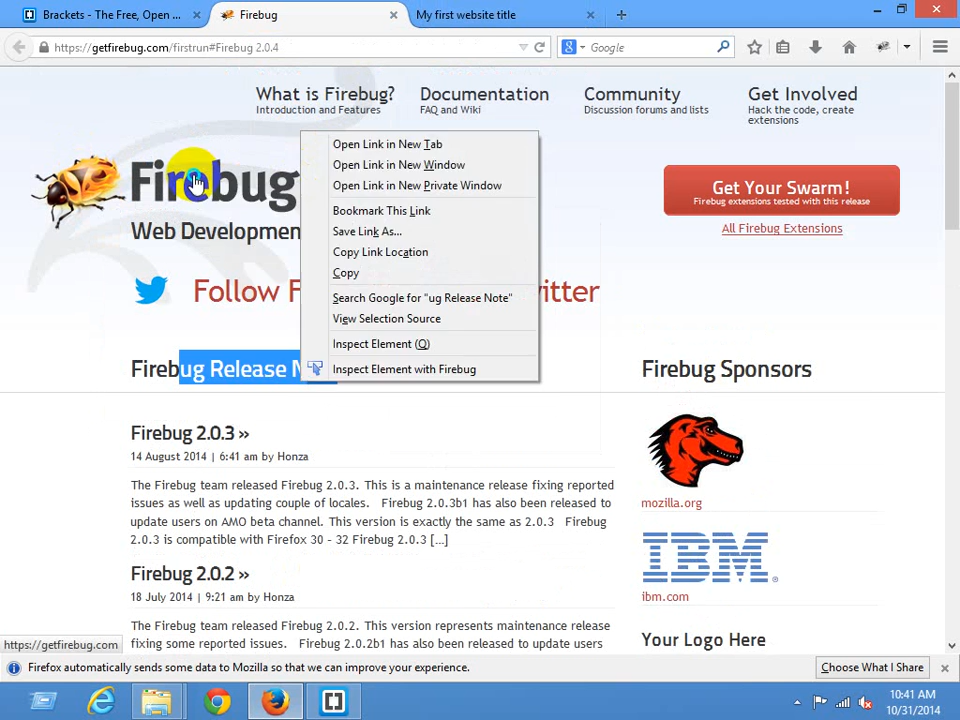 Brackets - The Free, Open ...
Firebug
My first website title
https://getfirebug.com/firstrun#Firebug 2.0.4
Google
What is Firebug?
Introduction and Features
Documentation
FAQ and Wiki
Community
Discussion forums and lists
Get Involved
Hack the code, create
extensions
Firebug
Web Developmen
Follow F
witter
Get Your Swarm!
Firebug extensions tested with this release
All Firebug Extensions
Open Link in New Tab
Open Link in New Window
Open Link in New Private Window
Bookmark This Link
Save Link As...
Copy Link Location
Copy
Search Google for "ug Release Note"
View Selection Source
Inspect Element (Q)
Inspect Element with Firebug
Firebug Release N
Firebug Sponsors
Firebug 2.0.3 »
14 August 2014 | 6:41 am by Honza
The Firebug team released Firebug 2.0.3. This is a maintenance release fixing reported
issues as well as updating couple of locales. Firebug 2.0.3b1 has also been released to
update users on AMO beta channel. This version is exactly the same as 2.0.3 Firebug
2.0.3 is compatible with Firefox 30 – 32 Firebug 2.0.3 [...]
mozilla.org
IBM
ibm.com
Firebug 2.0.2 »
18 July 2014 | 9:21 am by Honza
The Firebug team released Firebug 2.0.2. This version represents maintenance release
fixing some reported issues. Firebug 2.0.2b1 has also been released to update users
Your Logo Here
https://getfirebug.com
Firefox automatically sends some data to Mozilla so that we can improve your experience.
Choose What I Share
10:41 AM
10/31/2014